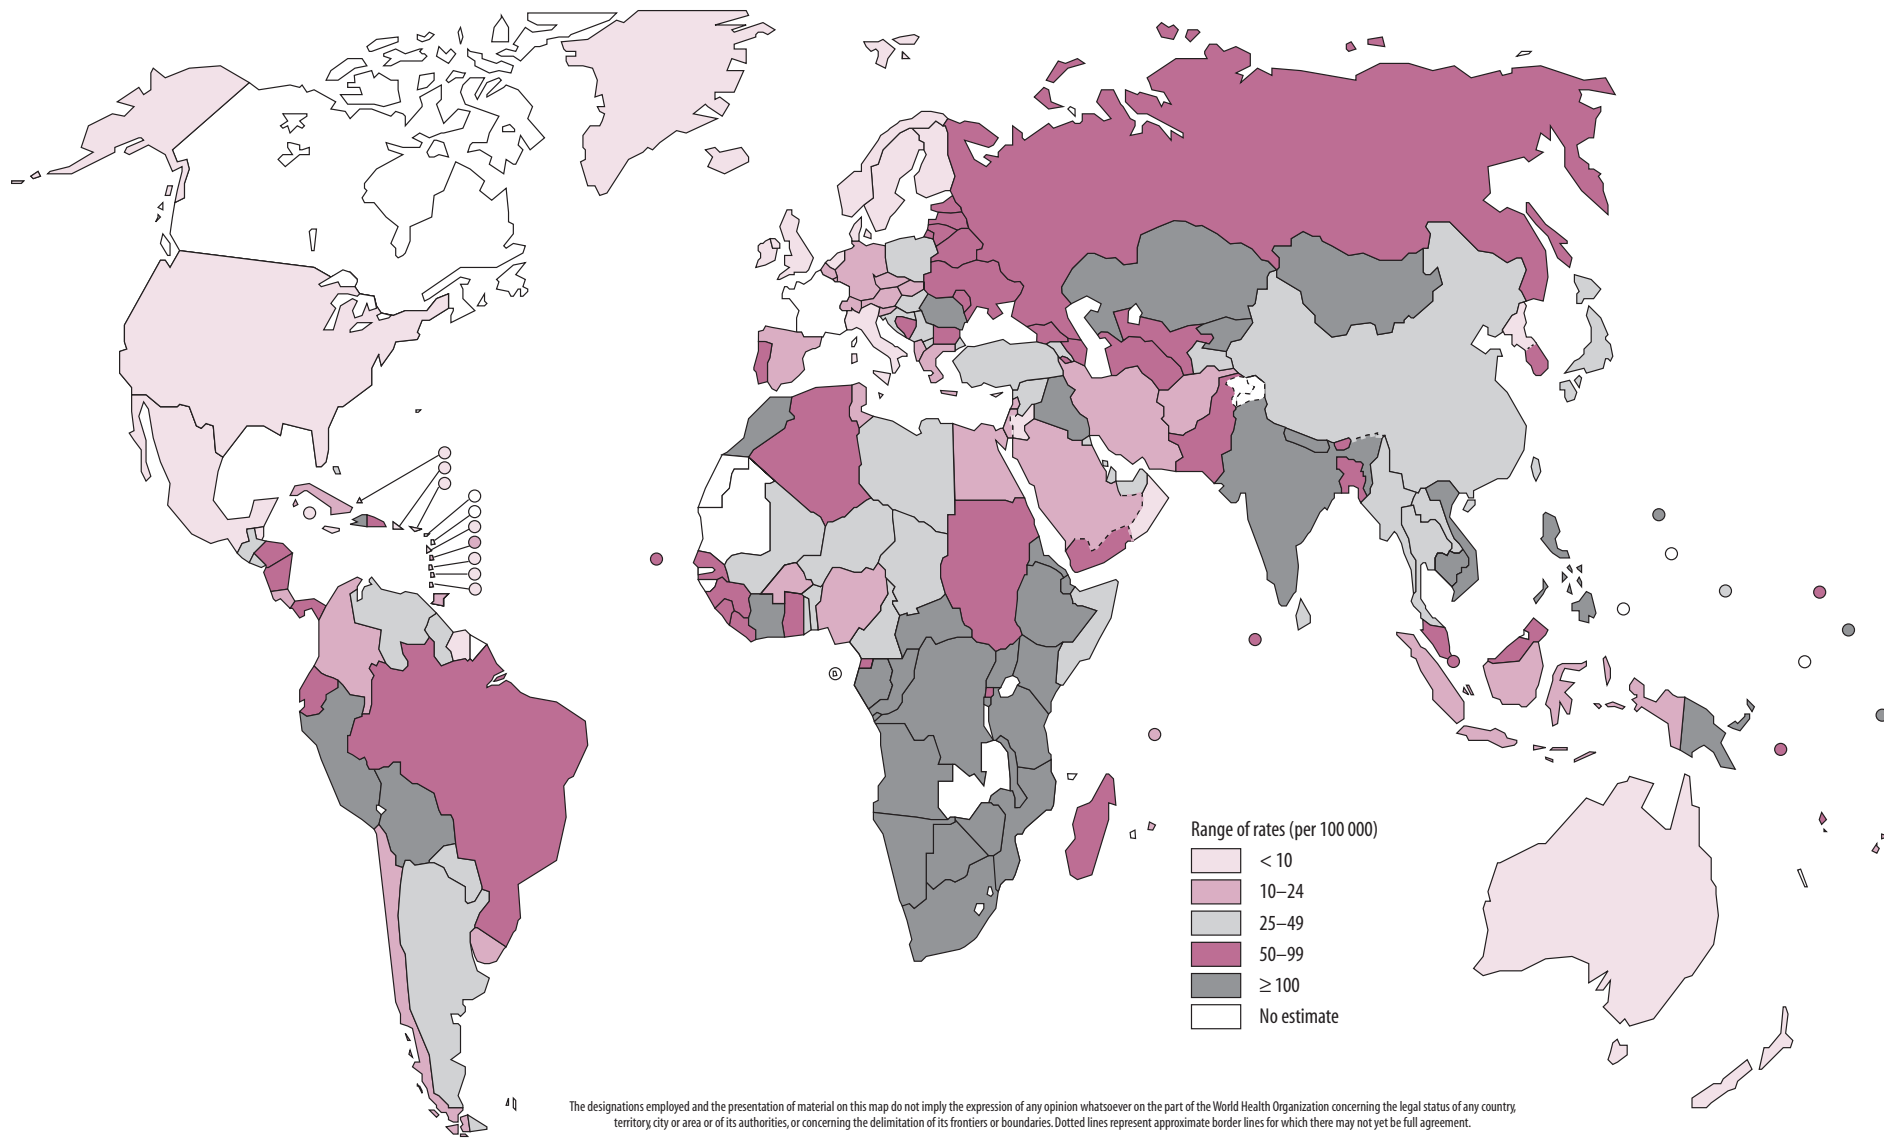 Range of rates (per 100 000)
< 10
10–24
25–49
50–99
≥ 100
No estimate
The designations employed and the presentation of material on this map do not imply the expression of any opinion whatsoever on the part of the World Health Organization concerning the legal status of any country,
territory, city or area or of its authorities, or concerning the delimitation of its frontiers or boundaries. Dotted lines represent approximate border lines for which there may not yet be full agreement.